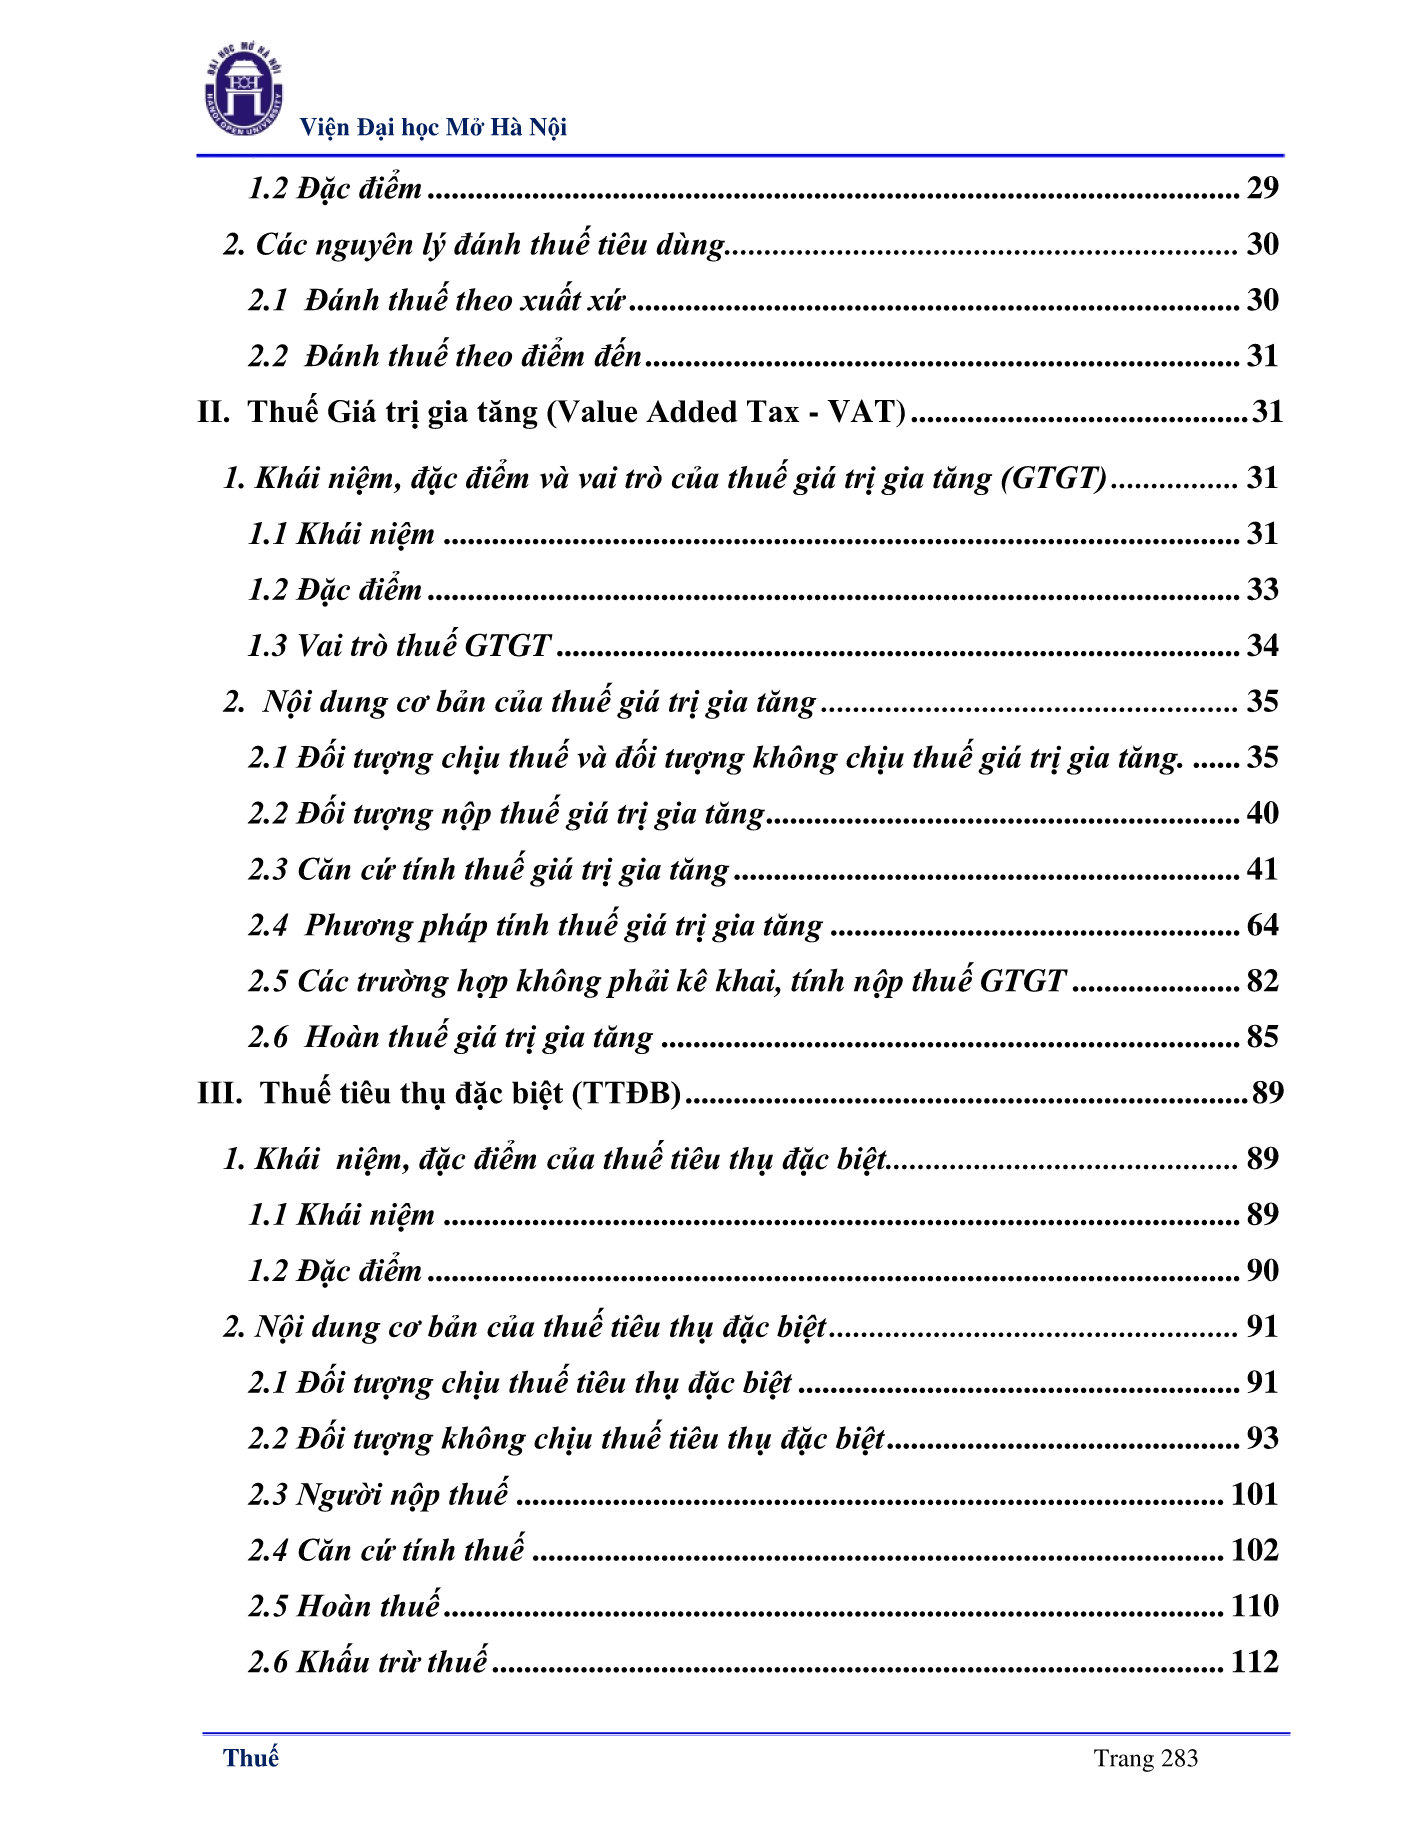 ĐẠI HỌC MỞ HÀ NỘI
HANOI OPEN UNIVERSITY
Viện Đại học Mở Hà Nội
1.2 Đặc điểm ........ 29
2. Các nguyên lý đánh thuế tiêu dùng........ 30
2.1 Đánh thuế theo xuất xứ ........ 30
2.2 Đánh thuế theo điểm đến ........ 31
II. Thuế Giá trị gia tăng (Value Added Tax - VAT) ........ 31
1. Khái niệm, đặc điểm và vai trò của thuế giá trị gia tăng (GTGT) ........ 31
1.1 Khái niệm ........ 31
1.2 Đặc điểm ........ 33
1.3 Vai trò thuế GTGT ........ 34
2. Nội dung cơ bản của thuế giá trị gia tăng ........ 35
2.1 Đối tượng chịu thuế và đối tượng không chịu thuế giá trị gia tăng. ...... 35
2.2 Đối tượng nộp thuế giá trị gia tăng ........ 40
2.3 Căn cứ tính thuế giá trị gia tăng ........ 41
2.4 Phương pháp tính thuế giá trị gia tăng ........ 64
2.5 Các trường hợp không phải kê khai, tính nộp thuế GTGT ........ 82
2.6 Hoàn thuế giá trị gia tăng ........ 85
III. Thuế tiêu thụ đặc biệt (TTĐB) ........ 89
1. Khái niệm, đặc điểm của thuế tiêu thụ đặc biệt ........ 89
1.1 Khái niệm ........ 89
1.2 Đặc điểm ........ 90
2. Nội dung cơ bản của thuế tiêu thụ đặc biệt ........ 91
2.1 Đối tượng chịu thuế tiêu thụ đặc biệt ........ 91
2.2 Đối tượng không chịu thuế tiêu thụ đặc biệt ........ 93
2.3 Người nộp thuế ........ 101
2.4 Căn cứ tính thuế ........ 102
2.5 Hoàn thuế ........ 110
2.6 Khấu trừ thuế ........ 112
Thuế Trang 283